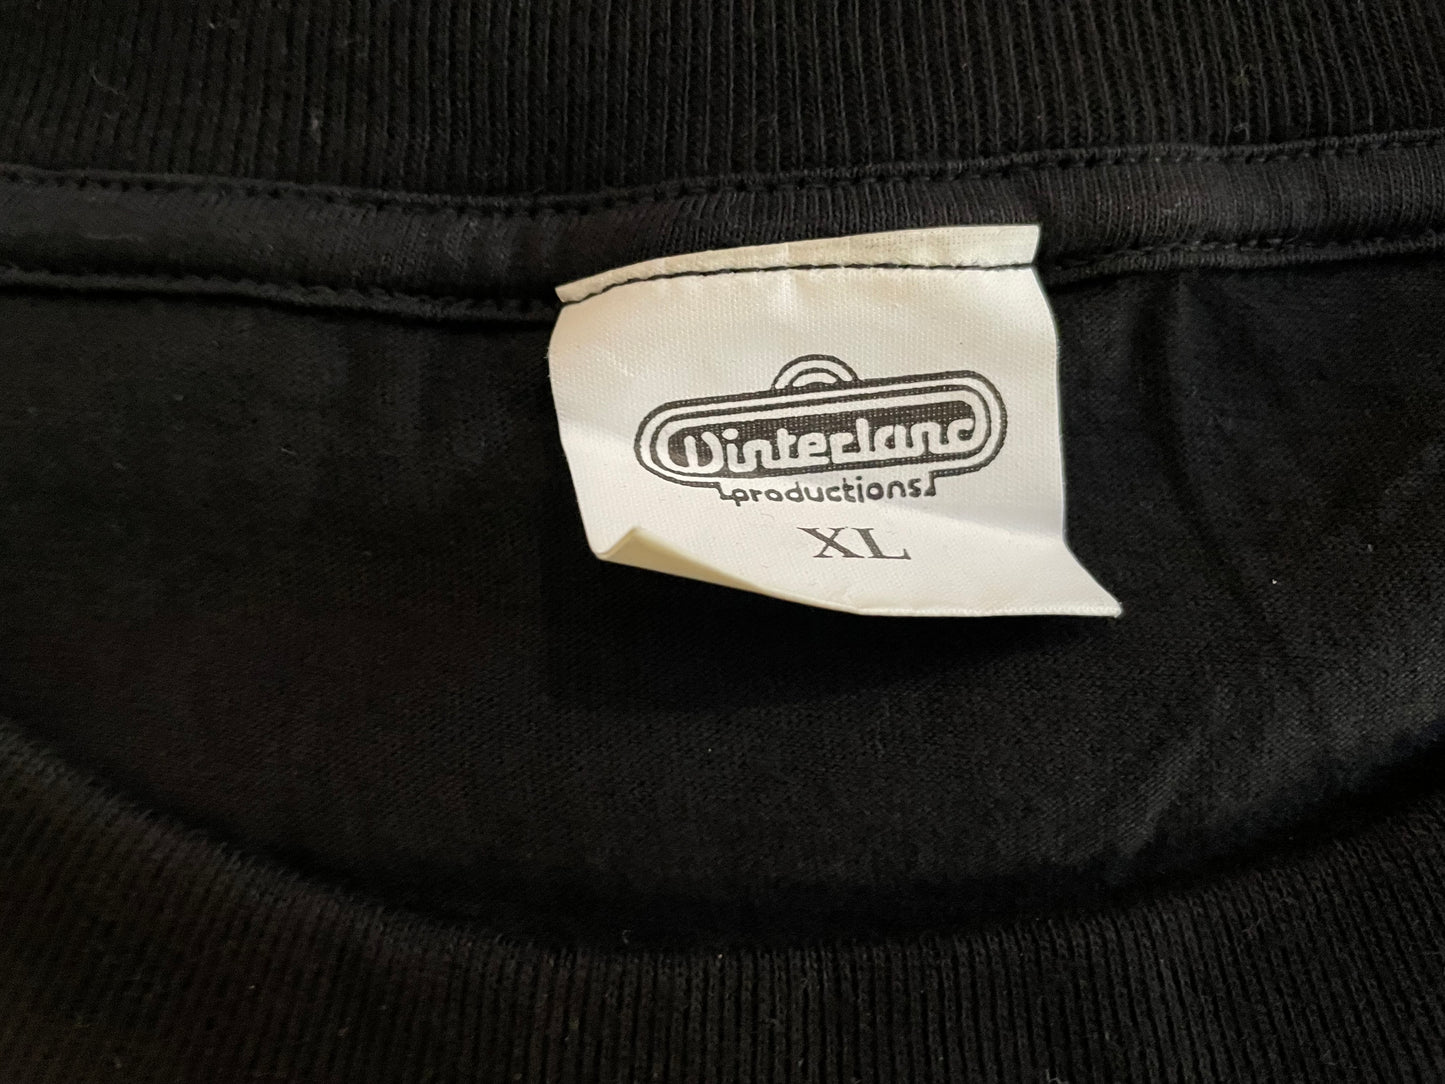 Winterland
productions
XL